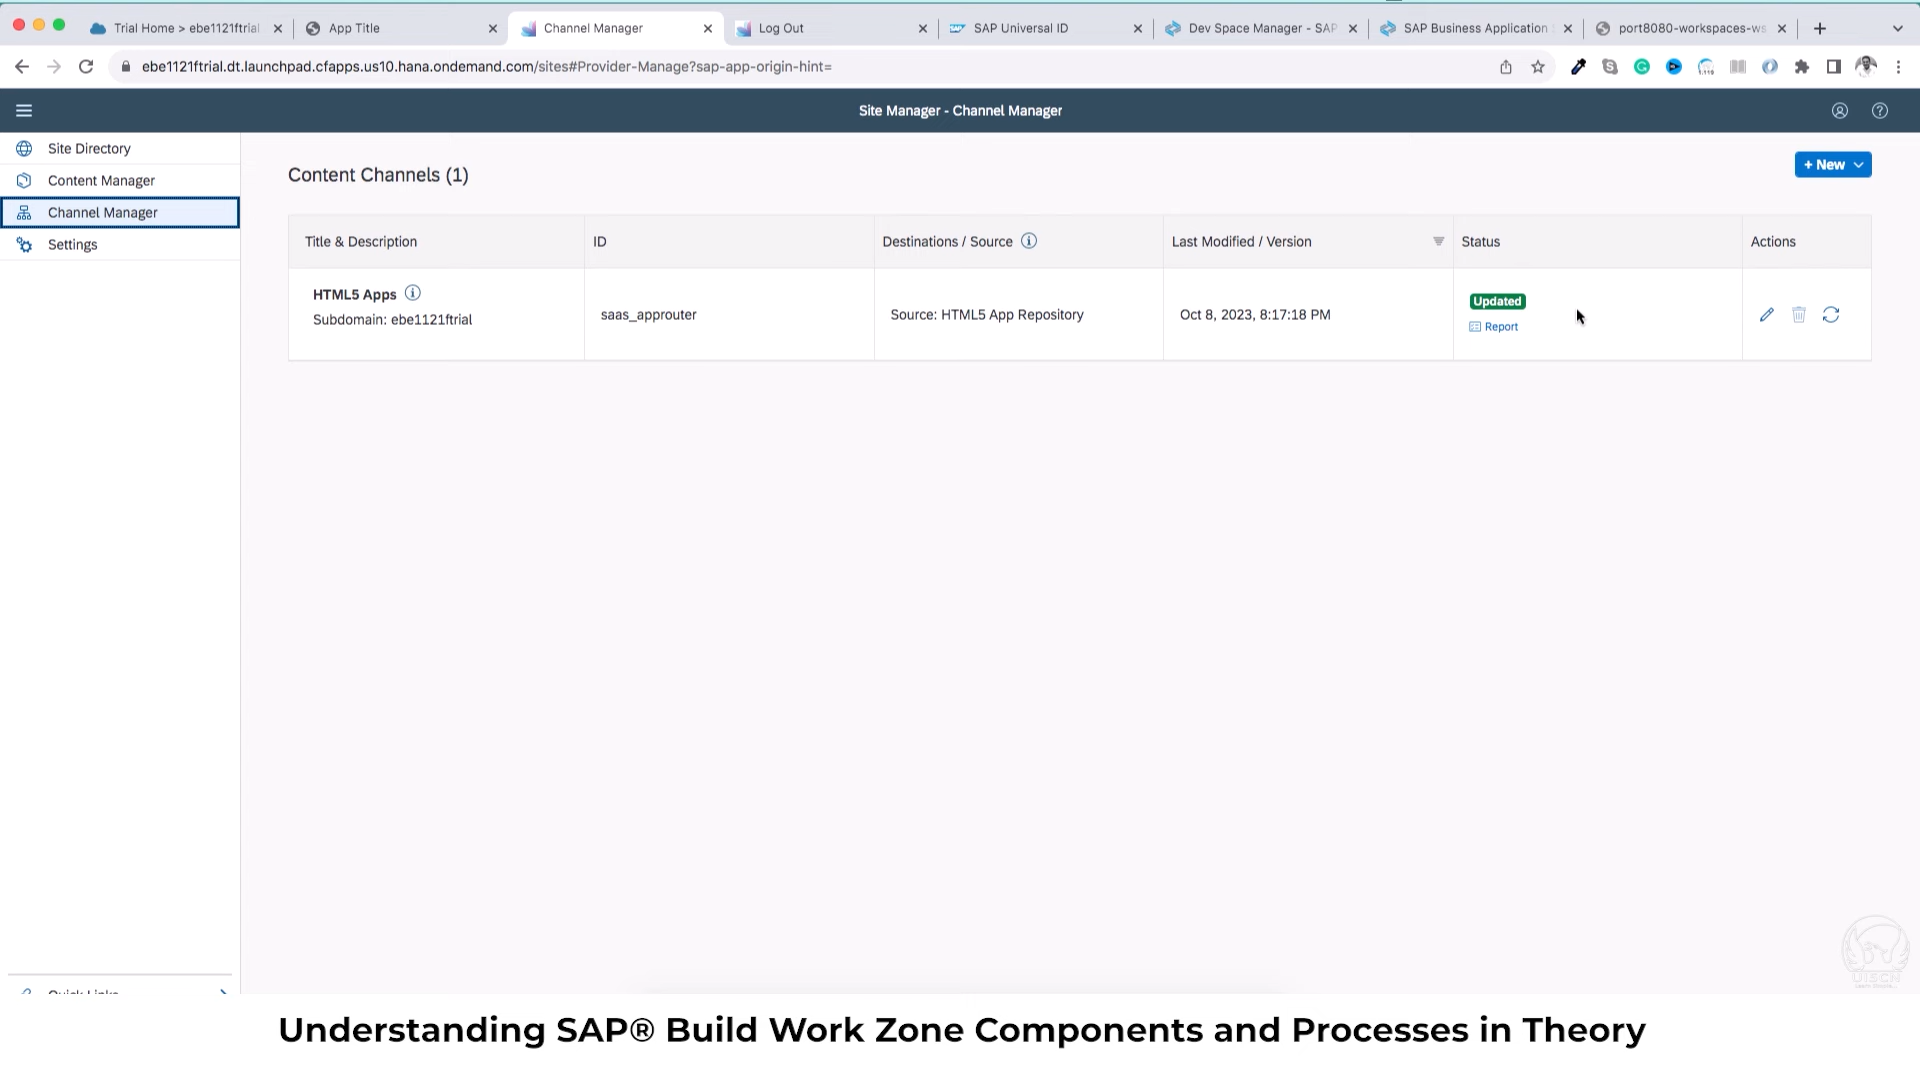 Trial Home > ebe1121ftrial
App Title
Channel Manager
Log Out
SAP Universal ID
Dev Space Manager - SAP
SAP Business Application
port8080-workspaces-ws
ebe1121ftrial.dt.launchpad.cfapps.us10.hana.ondemand.com/sites#Provider-Manage?sap-app-origin-hint=
Site Manager - Channel Manager
Site Directory
Content Manager
Channel Manager
Settings
Content Channels (1)
+ New
Title & Description
ID
Destinations / Source
Last Modified / Version
Status
Actions
HTML5 Apps
Subdomain: ebe1121ftrial
saas_approuter
Source: HTML5 App Repository
Oct 8, 2023, 8:17:18 PM
Updated
Report
Quick Links
UISCN
Understanding SAP® Build Work Zone Components and Processes in Theory